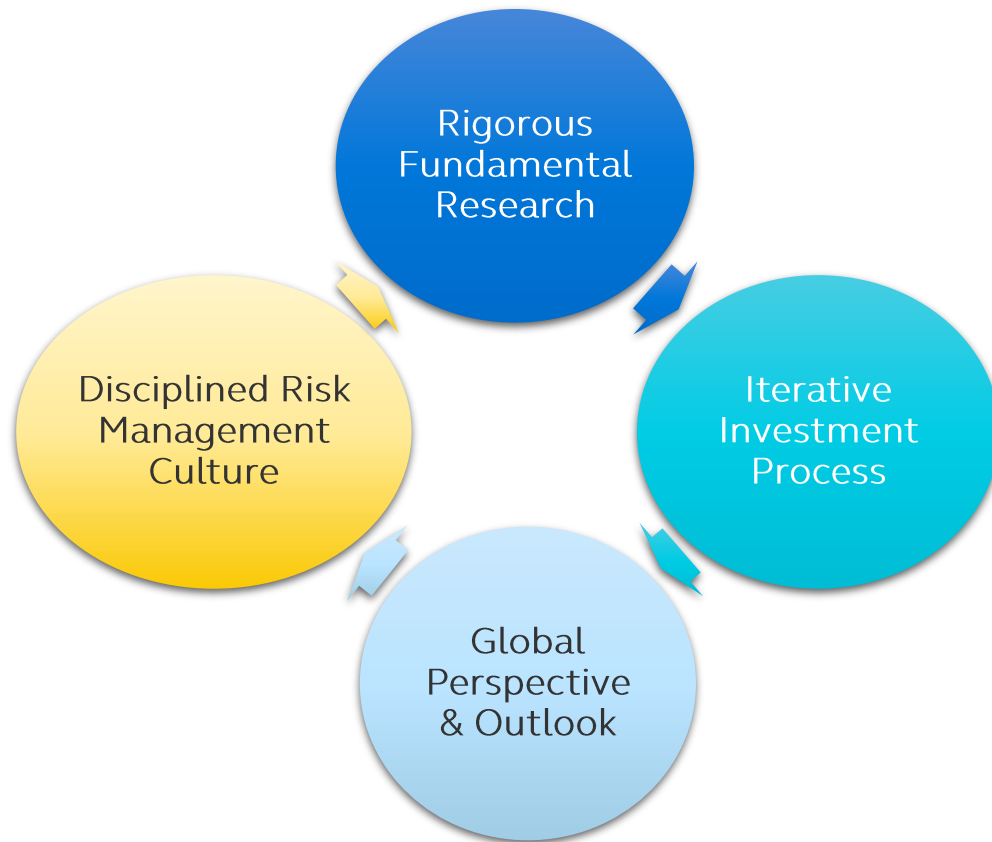 Rigorous
Fundamental
Research
Disciplined Risk
Management
Culture
Iterative
Investment
Process
Global
Perspective
& Outlook